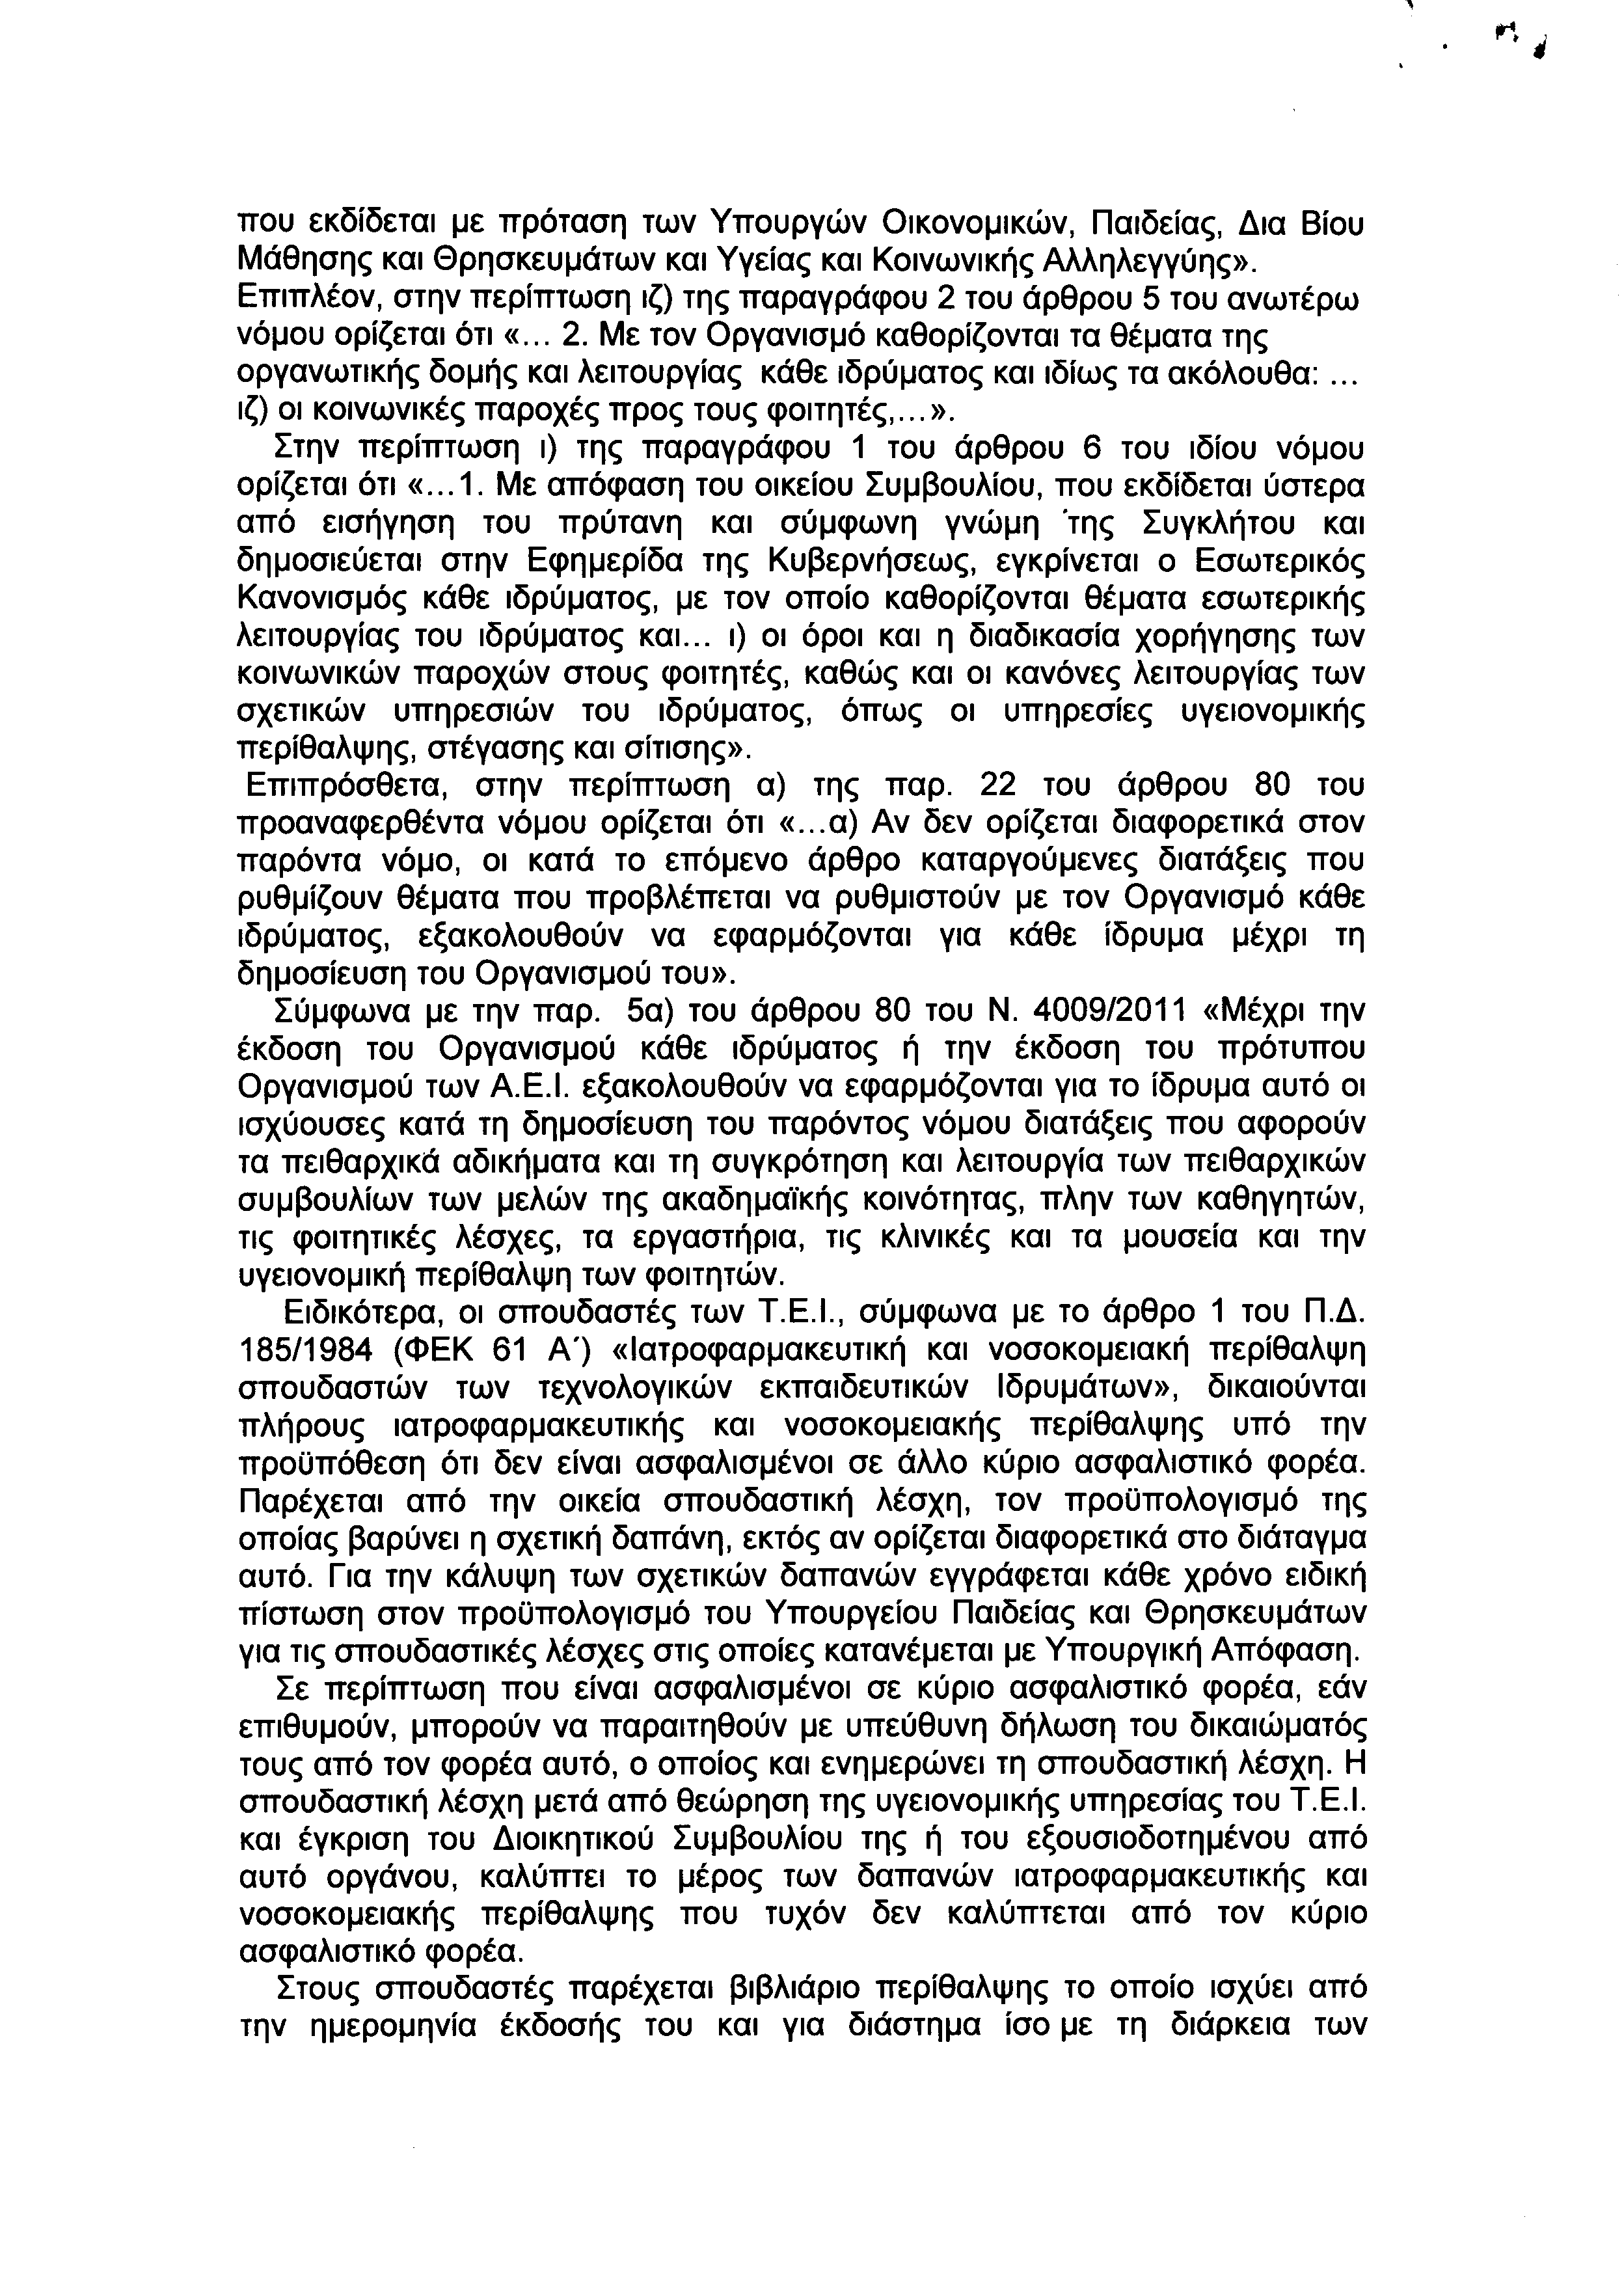 που εκδίδεται με πρόταση των Υπουργών Οικονομικών, Παιδείας, Δια Βίου
Μάθησης και Θρησκευμάτων και Υγείας και Κοινωνικής Αλληλεγγύης».
Επιπλέον, στην περίπτωση ιζ) της παραγράφου 2 του άρθρου 5 του ανωτέρω
νόμου ορίζεται ότι «... 2. Με τον Οργανισμό καθορίζονται τα θέματα της
οργανωτικής δομής και λειτουργίας κάθε ιδρύματος και ιδίως τα ακόλουθα: ...
ιζ) οι κοινωνικές παροχές προς τους φοιτητές,...».
Στην περίπτωση ι) της παραγράφου 1 του άρθρου 6 του ιδίου νόμου
ορίζεται ότι «...1. Με απόφαση του οικείου Συμβουλίου, που εκδίδεται ύστερα
από εισήγηση του πρύτανη και σύμφωνη γνώμη της Συγκλήτου και
δημοσιεύεται στην Εφημερίδα της Κυβερνήσεως, εγκρίνεται ο Εσωτερικός
Κανονισμός κάθε ιδρύματος, με τον οποίο καθορίζονται θέματα εσωτερικής
λειτουργίας του ιδρύματος και... ι) οι όροι και η διαδικασία χορήγησης των
κοινωνικών παροχών στους φοιτητές, καθώς και οι κανόνες λειτουργίας των
σχετικών υπηρεσιών του ιδρύματος, όπως οι υπηρεσίες υγειονομικής
περίθαλψης, στέγασης και σίτισης».
Επιπρόσθετα, στην περίπτωση α) της παρ. 22 του άρθρου 80 του
προαναφερθέντα νόμου ορίζεται ότι «...α) Αν δεν ορίζεται διαφορετικά στον
παρόντα νόμο, οι κατά το επόμενο άρθρο καταργούμενες διατάξεις που
ρυθμίζουν θέματα που προβλέπεται να ρυθμιστούν με τον Οργανισμό κάθε
ιδρύματος, εξακολουθούν να εφαρμόζονται για κάθε ίδρυμα μέχρι τη
δημοσίευση του Οργανισμού του».
Σύμφωνα με την παρ. 5α) του άρθρου 80 του Ν. 4009/2011 «Μέχρι την
έκδοση του Οργανισμού κάθε ιδρύματος ή την έκδοση του πρότυπου
Οργανισμού των Α.Ε.Ι. εξακολουθούν να εφαρμόζονται για το ίδρυμα αυτό οι
ισχύουσες κατά τη δημοσίευση του παρόντος νόμου διατάξεις που αφορούν
τα πειθαρχικά αδικήματα και τη συγκρότηση και λειτουργία των πειθαρχικών
συμβουλίων των μελών της ακαδημαϊκής κοινότητας, πλην των καθηγητών,
τις φοιτητικές λέσχες, τα εργαστήρια, τις κλινικές και τα μουσεία και την
υγειονομική περίθαλψη των φοιτητών.
Ειδικότερα, οι σπουδαστές των Τ.Ε.Ι., σύμφωνα με το άρθρο 1 του Π.Δ.
185/1984 (ΦΕΚ 61 Α') «Ιατροφαρμακευτική και νοσοκομειακή περίθαλψη
σπουδαστών των τεχνολογικών εκπαιδευτικών Ιδρυμάτων», δικαιούνται
πλήρους ιατροφαρμακευτικής και νοσοκομειακής περίθαλψης υπό την
προϋπόθεση ότι δεν είναι ασφαλισμένοι σε άλλο κύριο ασφαλιστικό φορέα.
Παρέχεται από την οικεία σπουδαστική λέσχη, τον προϋπολογισμό της
οποίας βαρύνει η σχετική δαπάνη, εκτός αν ορίζεται διαφορετικά στο διάταγμα
αυτό. Για την κάλυψη των σχετικών δαπανών εγγράφεται κάθε χρόνο ειδική
πίστωση στον προϋπολογισμό του Υπουργείου Παιδείας και Θρησκευμάτων
για τις σπουδαστικές λέσχες στις οποίες κατανέμεται με Υπουργική Απόφαση.
Σε περίπτωση που είναι ασφαλισμένοι σε κύριο ασφαλιστικό φορέα, εάν
επιθυμούν, μπορούν να παραιτηθούν με υπεύθυνη δήλωση του δικαιώματός
τους από τον φορέα αυτό, ο οποίος και ενημερώνει τη σπουδαστική λέσχη. Η
σπουδαστική λέσχη μετά από θεώρηση της υγειονομικής υπηρεσίας του Τ.Ε.Ι.
και έγκριση του Διοικητικού Συμβουλίου της ή του εξουσιοδοτημένου από
αυτό οργάνου, καλύπτει το μέρος των δαπανών ιατροφαρμακευτικής και
νοσοκομειακής περίθαλψης που τυχόν δεν καλύπτεται από τον κύριο
ασφαλιστικό φορέα.
Στους σπουδαστές παρέχεται βιβλιάριο περίθαλψης το οποίο ισχύει από
την ημερομηνία έκδοσής του και για διάστημα ίσο με τη διάρκεια των